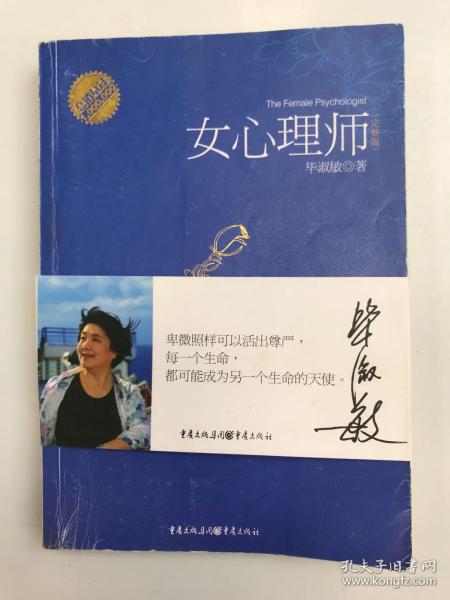 The Female Psychologist
女心理师
完整版
毕淑敏◎著
卑微照样可以活出尊严，
每一个生命，
都可能成为另一个生命的天使。
毕淑敏
重庆出版集团 重庆出版社
重庆出版集团 重庆出版社
孔夫子旧书网
www.kongfz.com